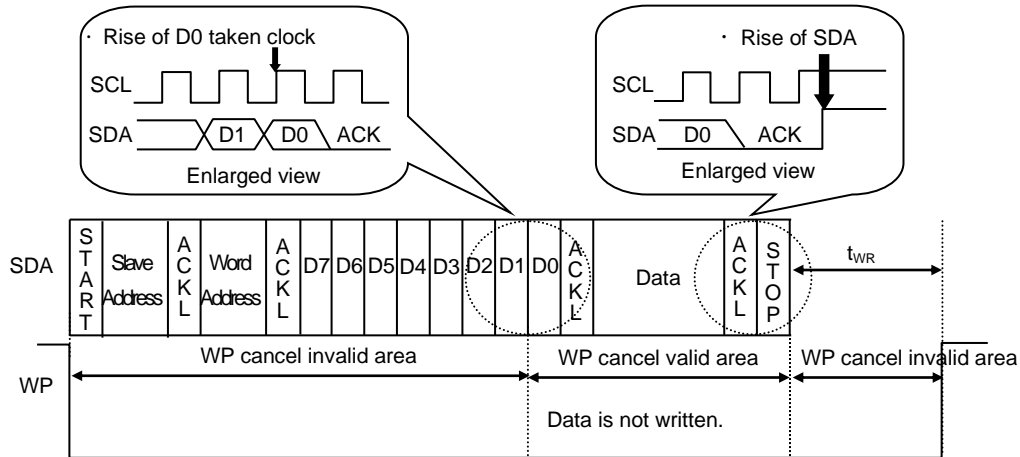 · Rise of D0 taken clock
SCL
SDA
D1
D0
ACK
Enlarged view
· Rise of SDA
SCL
SDA
D0
ACK
Enlarged view
SDA
START
Slave Address
ACKL
Word Address
ACKL
D7
D6
D5
D4
D3
D2
D1
D0
ACKL
Data
ACKL
STOP
tWR
WP
WP cancel invalid area
WP cancel valid area
WP cancel invalid area
Data is not written.